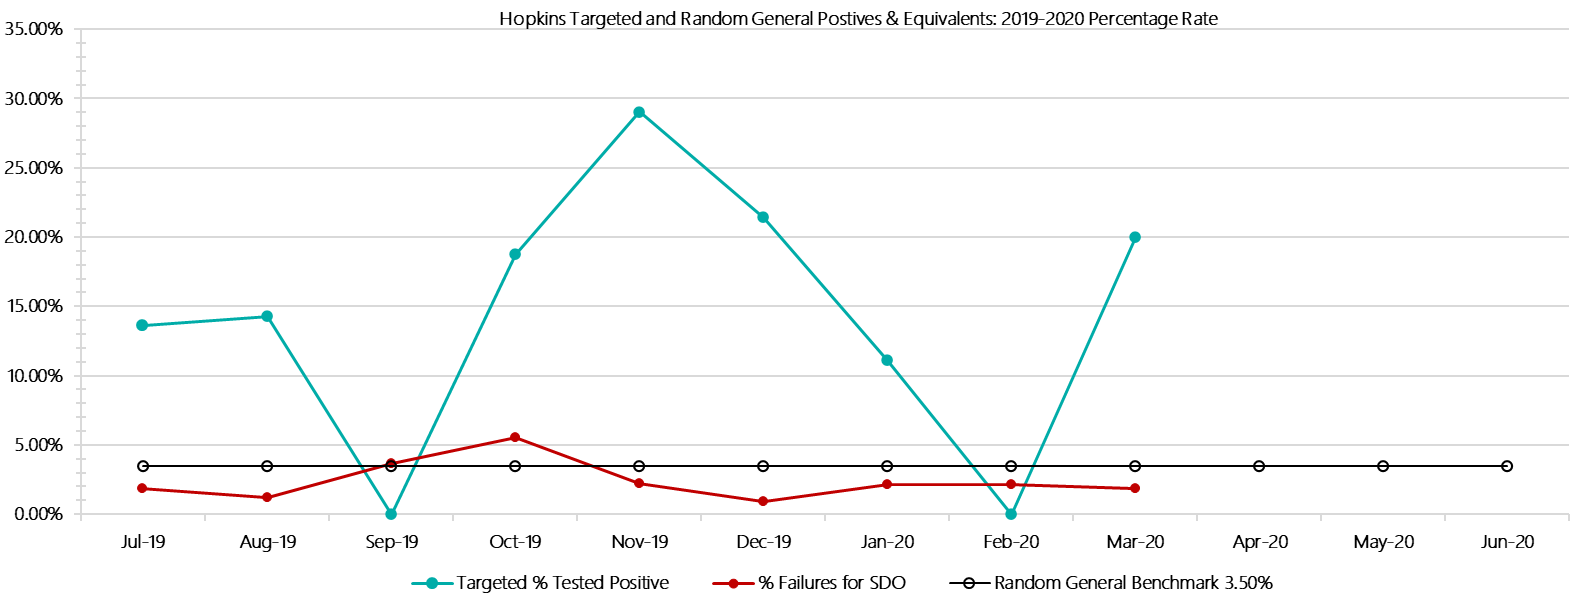 Hopkins Targeted and Random General Postives & Equivalents: 2019-2020 Percentage Rate
35.00%
30.00%
25.00%
20.00%
15.00%
10.00%
5.00%
0.00%
Jul-19 Aug-19 Sep-19 Oct-19 Nov-19 Dec-19 Jan-20 Feb-20 Mar-20 Apr-20 May-20 Jun-20
Targeted % Tested Positive % Failures for SDO Random General Benchmark 3.50%